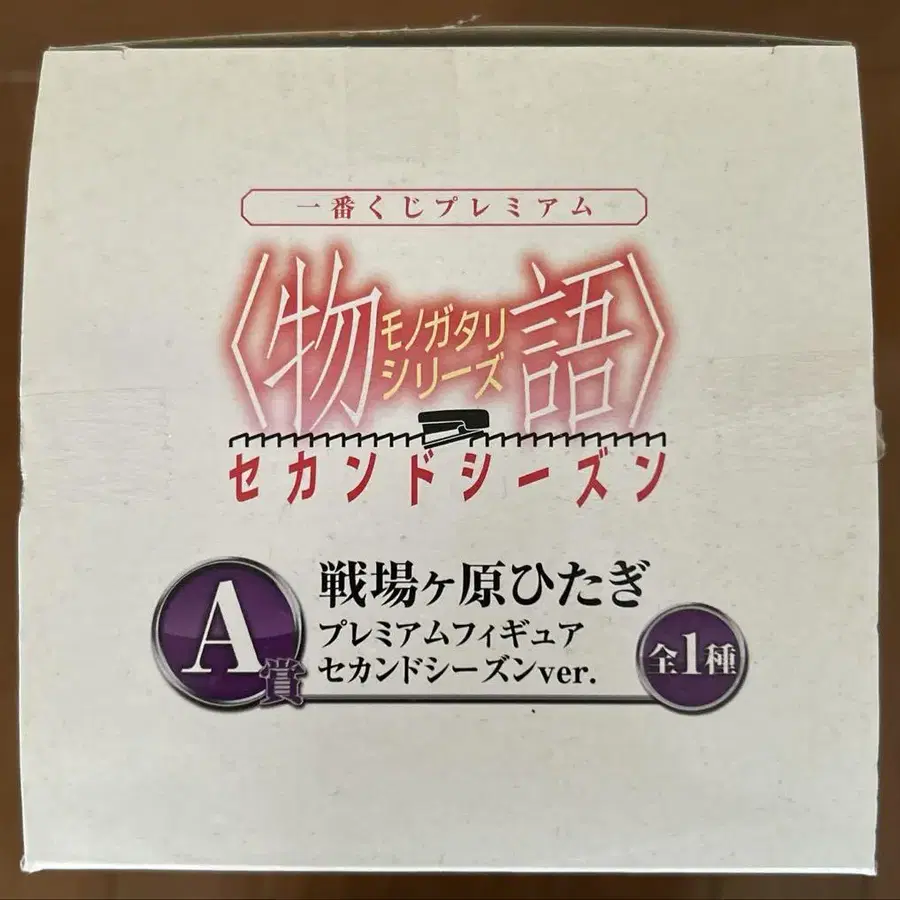 一番くじプレミアム
〈物語〉
モノガタリ
シリーズ
セカンドシーズン
A賞
戦場ヶ原ひたぎ
プレミアムフィギュア
セカンドシーズンver.
全1種